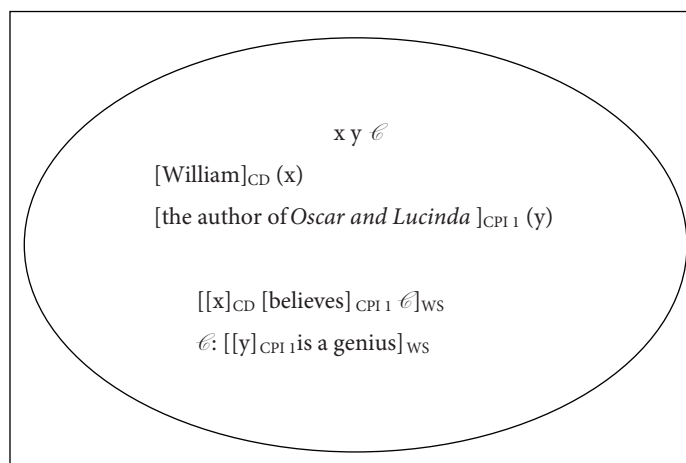 x y 𝒞
[William]CD (x)
[the author of Oscar and Lucinda ]CPI 1 (y)
[[x]CD [believes] CPI 1 𝒞]WS
𝒞: [[y]CPI 1is a genius] WS